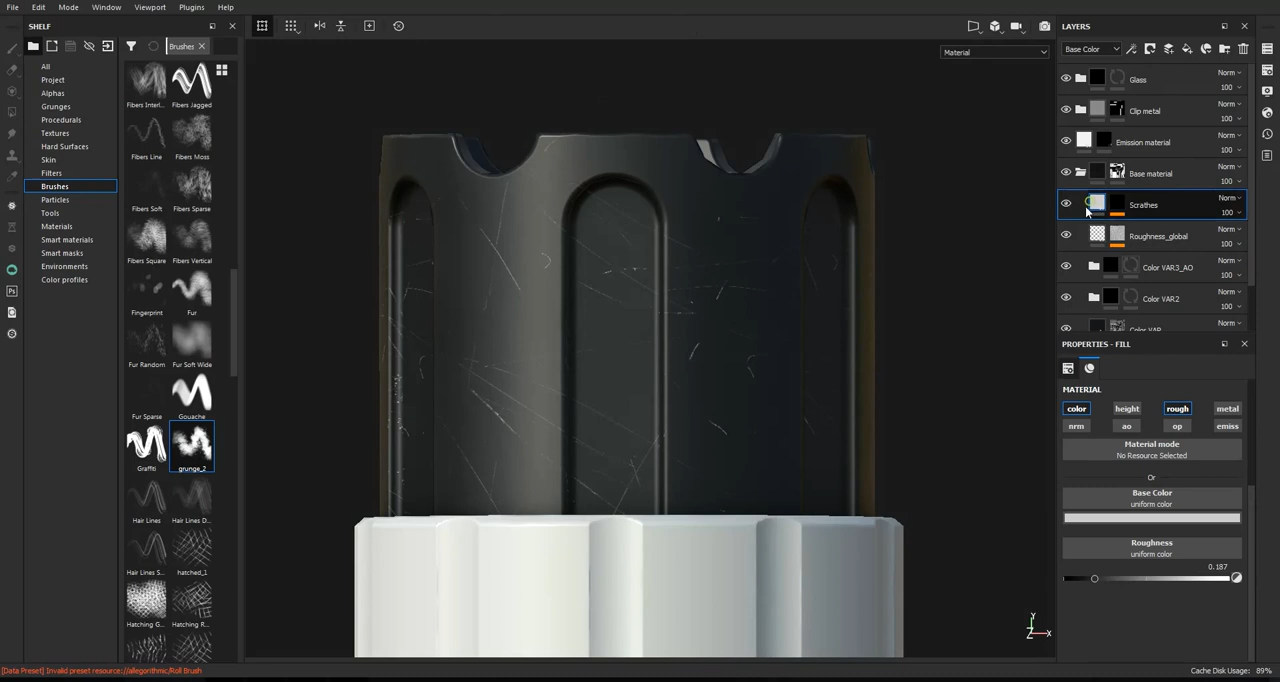 File Edit Mode Window Viewport Plugins Help
SHELF
Brushes
All
Project
Alphas
Grunges
Procedurals
Textures
Hard Surfaces
Skin
Filters
Brushes
Particles
Tools
Materials
Smart materials
Smart masks
Environments
Color profiles
Fibers Interl... Fibers Jagged
Fibers Line Fibers Moss
Fibers Soft Fibers Sparse
Fibers Square Fibers Vertical
Fingerprint Fur
Fur Random Fur Soft Wide
Fur Sparse Gouache
Graffiti grunge_2
Hair Lines Hair Lines D...
Hair Lines S... hatched_1
Hatching G... Hatching R...
Material
Y
Z X
LAYERS
Base Color
Glass Norm 100
Clip metal Norm 100
Emission material Norm 100
Base material Norm 100
Scrathes Norm 100
Roughness_global Norm 100
Color VAR3_AO Norm 100
Color VAR2 Norm 100
Color VAR Norm
PROPERTIES - FILL
MATERIAL
color height rough metal
nrm ao op emiss
Material mode
No Resource Selected
Or
Base Color
uniform color
Roughness
uniform color
0.187
Ps
[Data Preset] Invalid preset resource://allegorithmic/Roll Brush
Cache Disk Usage: 89%